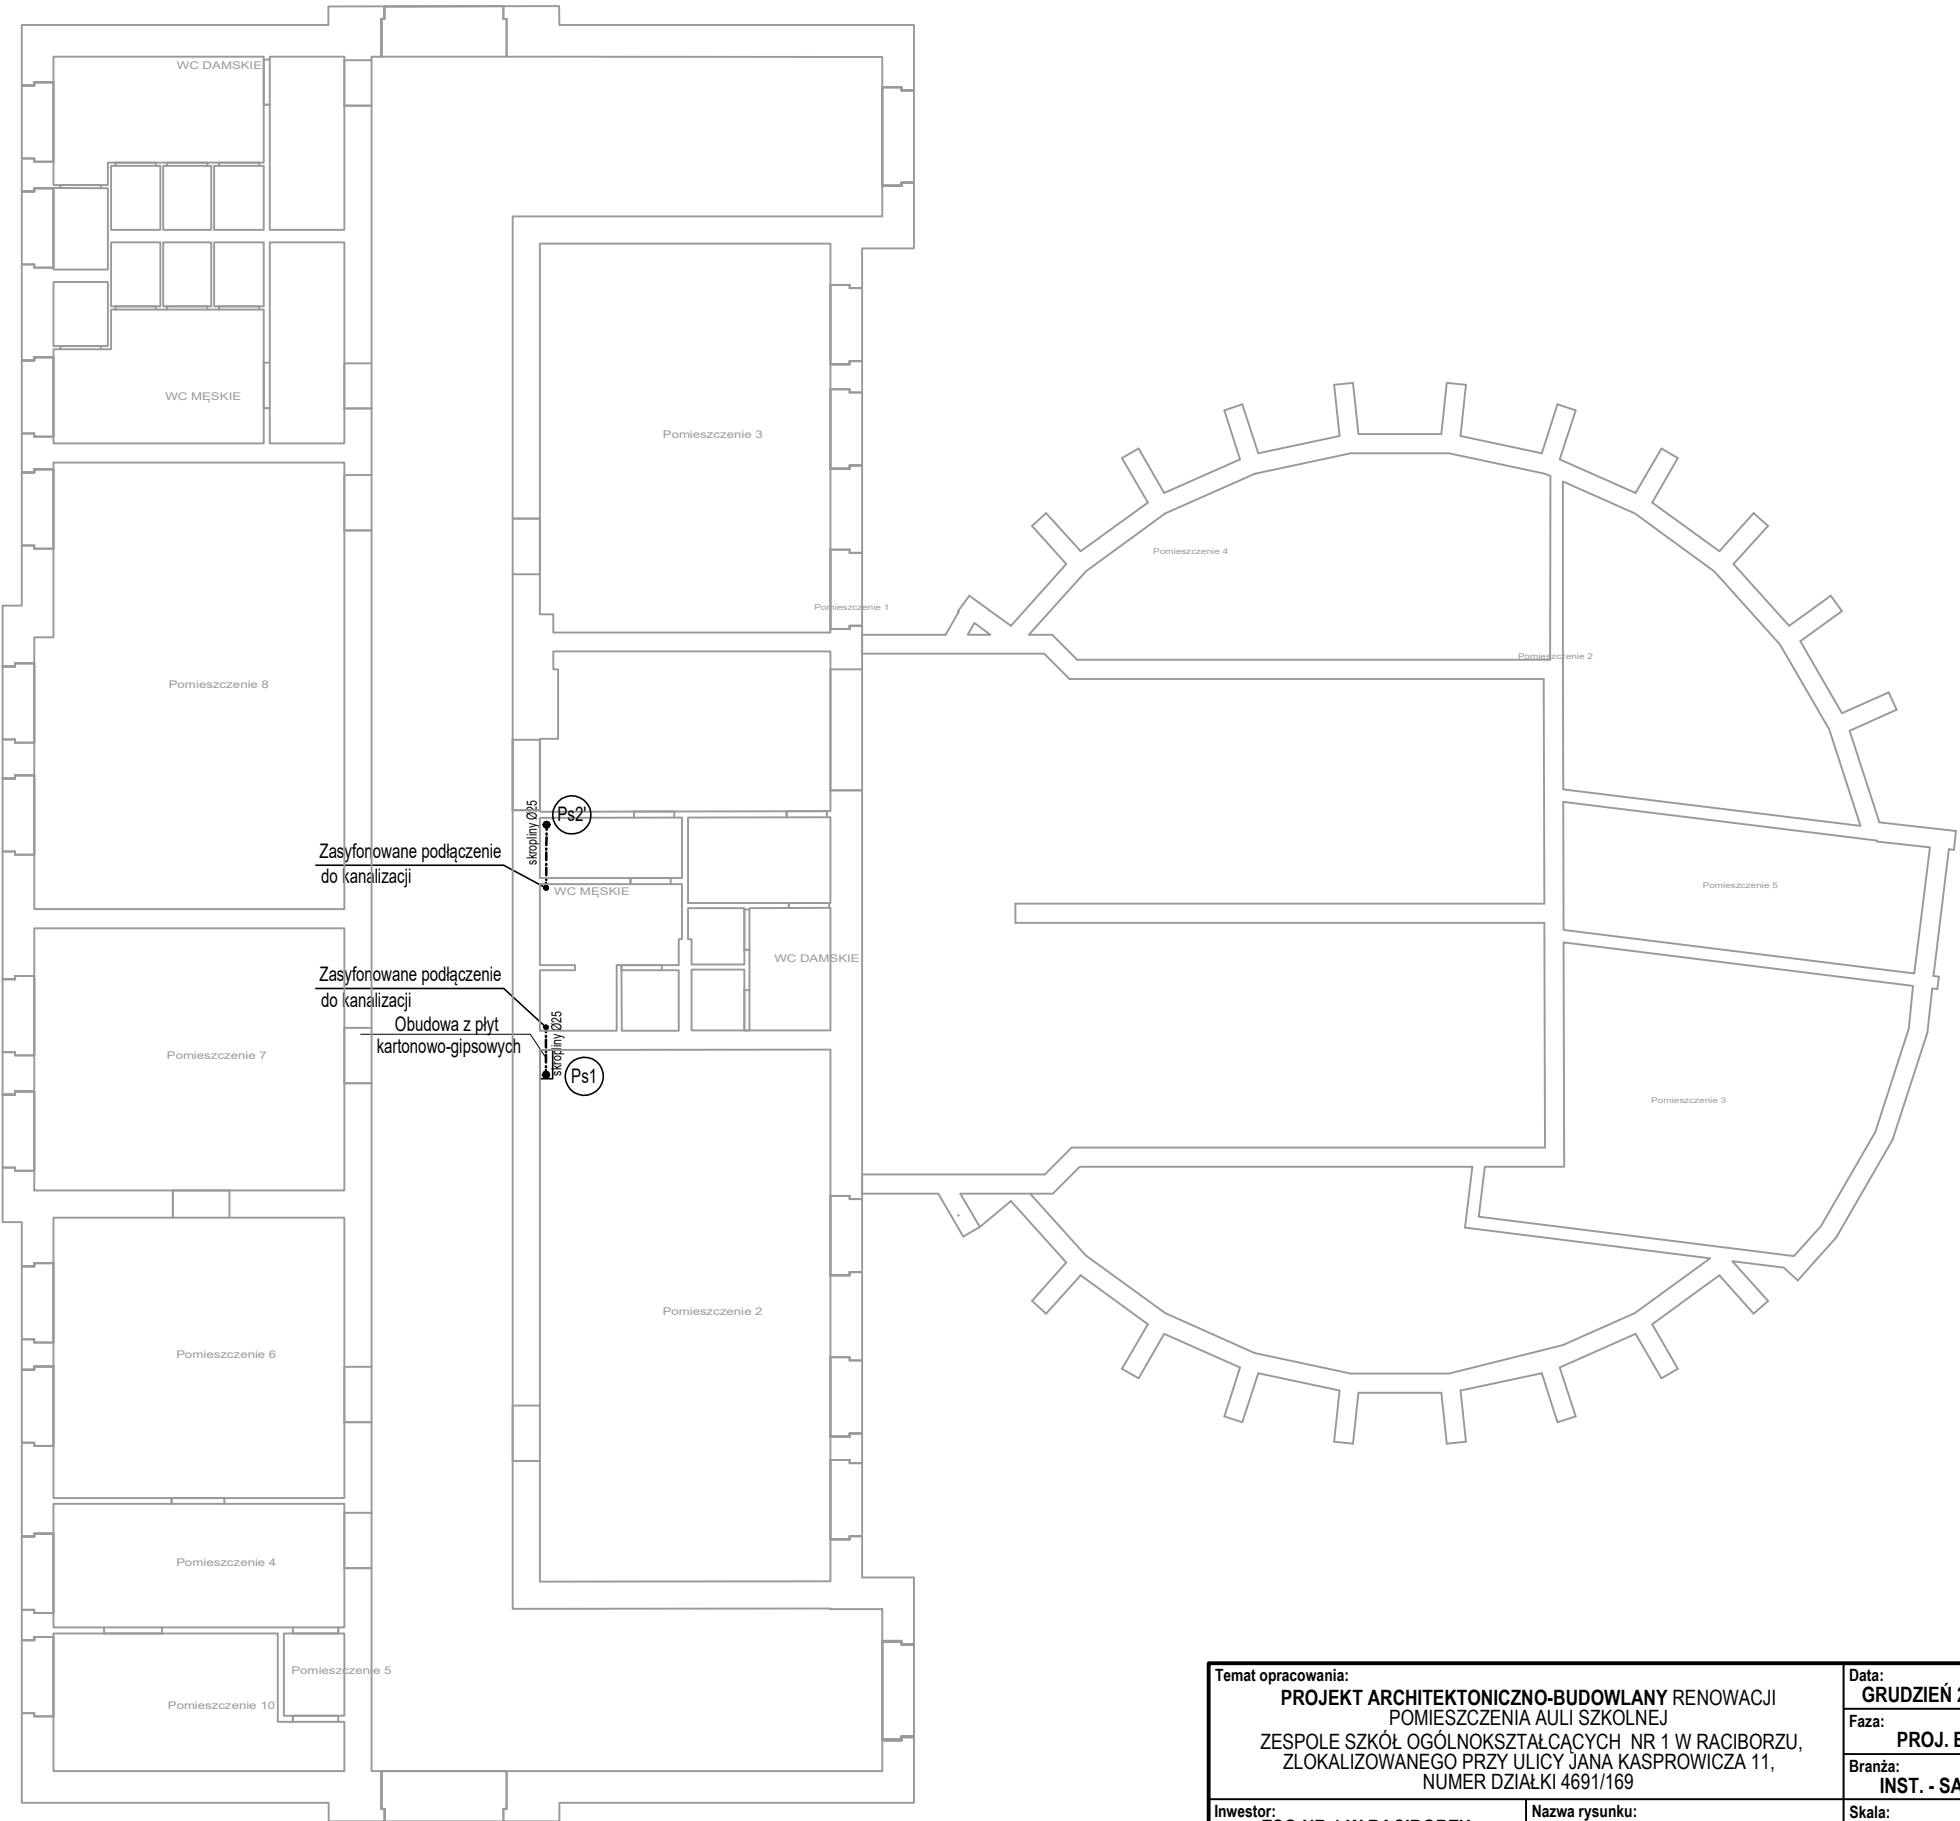 WC DAMSKIE
WC MĘSKIE
Pomieszczenie 3
Pomieszczenie 4
Pomieszczenie 1
Pomieszczenie 2
Pomieszczenie 8
skropliny Ø25
Ps2'
Zasyfonowane podłączenie
do kanalizacji
WC MĘSKIE
Pomieszczenie 5
WC DAMSKIE
Zasyfonowane podłączenie
do kanalizacji
Obudowa z płyt
kartonowo-gipsowych
skropliny Ø25
Ps1
Pomieszczenie 7
Pomieszczenie 3
Pomieszczenie 2
Pomieszczenie 6
Pomieszczenie 4
Pomieszczenie 5
Pomieszczenie 10
Temat opracowania:
PROJEKT ARCHITEKTONICZNO-BUDOWLANY RENOWACJI
POMIESZCZENIA AULI SZKOLNEJ
ZESPOLE SZKÓŁ OGÓLNOKSZTAŁCĄCYCH NR 1 W RACIBORZU,
ZLOKALIZOWANEGO PRZY ULICY JANA KASPROWICZA 11,
NUMER DZIAŁKI 4691/169
Data:
GRUDZIEŃ
Faza:
PROJ.
Branża:
INST. -
Inwestor:
Nazwa rysunku:
Skala: